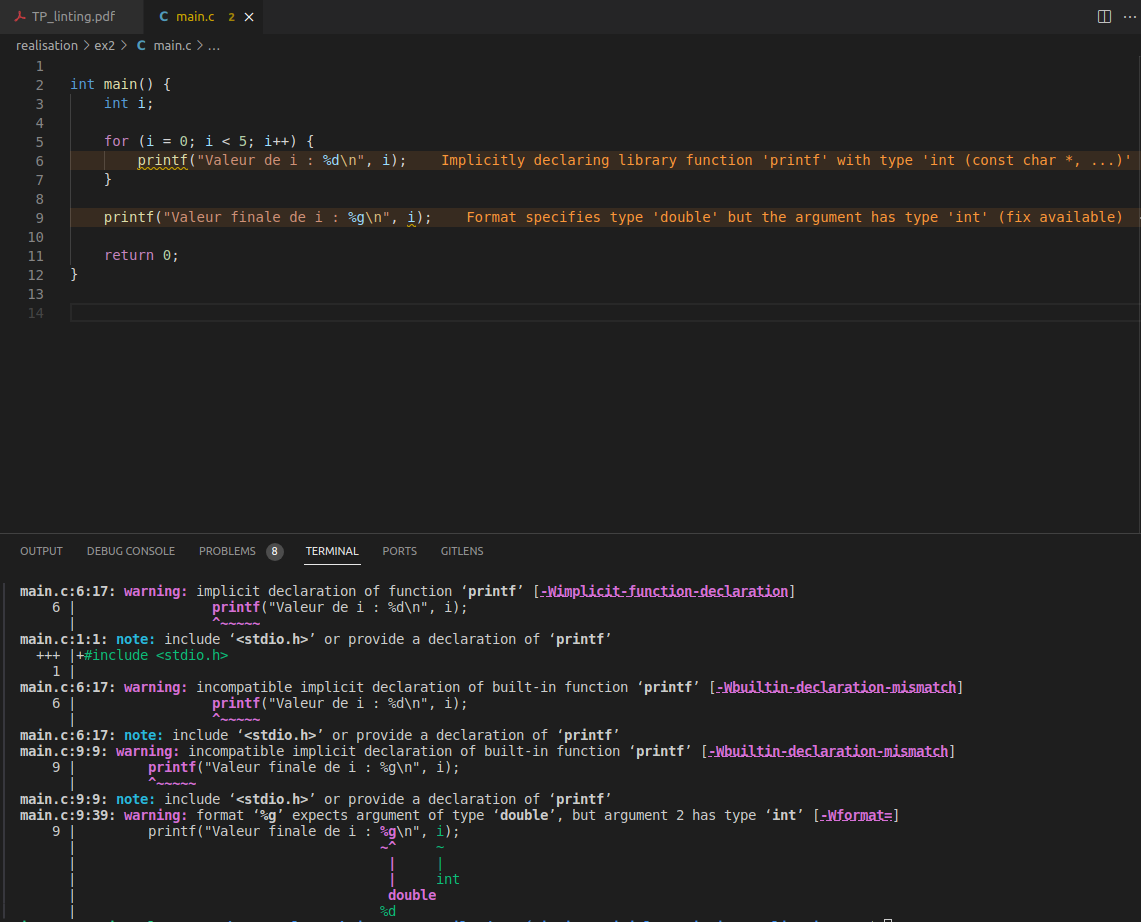 TP_linting.pdf C main.c 2
realisation > ex2 > C main.c > ...
1
2 int main() {
3 int i;
4
5 for (i = 0; i < 5; i++) {
6 printf("Valeur de i : %d\n", i); Implicitly declaring library function 'printf' with type 'int (const char *, ...)'
7 }
8
9 printf("Valeur finale de i : %g\n", i); Format specifies type 'double' but the argument has type 'int' (fix available)
10
11 return 0;
12 }
13
14
OUTPUT DEBUG CONSOLE PROBLEMS 8 TERMINAL PORTS GITLENS
main.c:6:17: warning: implicit declaration of function ‘printf’ [-Wimplicit-function-declaration]
6 | printf("Valeur de i : %d\n", i);
| ^~~~~~
main.c:1:1: note: include ‘<stdio.h>’ or provide a declaration of ‘printf’
+++ |+#include <stdio.h>
1 |
main.c:6:17: warning: incompatible implicit declaration of built-in function ‘printf’ [-Wbuiltin-declaration-mismatch]
6 | printf("Valeur de i : %d\n", i);
| ^~~~~~
main.c:6:17: note: include ‘<stdio.h>’ or provide a declaration of ‘printf’
main.c:9:9: warning: incompatible implicit declaration of built-in function ‘printf’ [-Wbuiltin-declaration-mismatch]
9 | printf("Valeur finale de i : %g\n", i);
| ^~~~~~
main.c:9:9: note: include ‘<stdio.h>’ or provide a declaration of ‘printf’
main.c:9:39: warning: format ‘%g’ expects argument of type ‘double’, but argument 2 has type ‘int’ [-Wformat=]
9 | printf("Valeur finale de i : %g\n", i);
| ~^ ~
| | |
| | int
| double
| %d